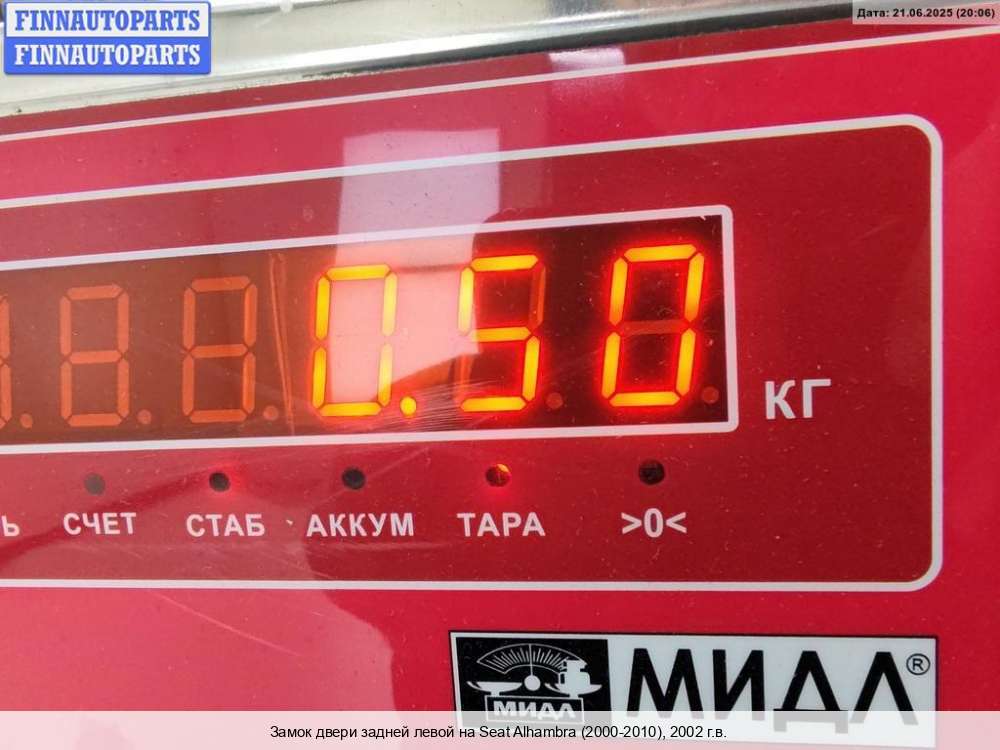 FINNAUTOPARTS
FINNAUTOPARTS
Дата: 21.06.2025 (20:06)
0.50
КГ
Ь СЧЕТ СТАБ АККУМ ТАРА >0<
МИДЛ МИДЛ®
Замок двери задней левой на Seat Alhambra (2000-2010), 2002 г.в.